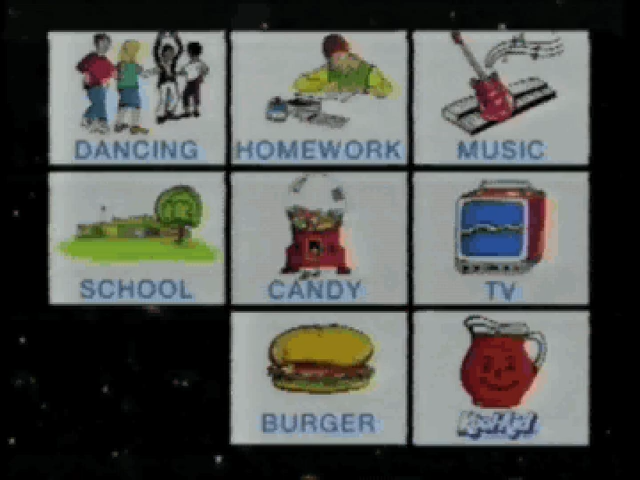 DANCING
HOMEWORK
MUSIC
SCHOOL
CANDY
TV
BURGER
Kool-Aid